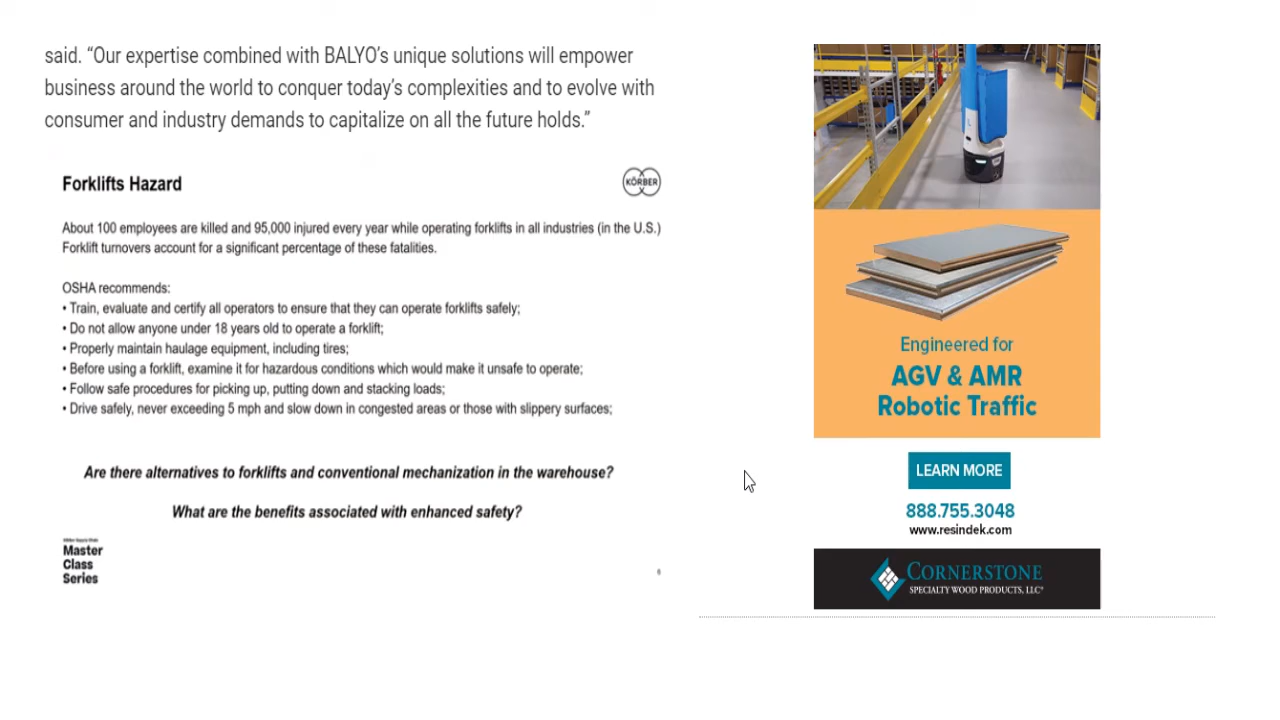 said. “Our expertise combined with BALYO’s unique solutions will empower
business around the world to conquer today’s complexities and to evolve with
consumer and industry demands to capitalize on all the future holds.”
Forklifts Hazard
KÖRBER
About 100 employees are killed and 95,000 injured every year while operating forklifts in all industries (in the U.S.)
Forklift turnovers account for a significant percentage of these fatalities.
OSHA recommends:
• Train, evaluate and certify all operators to ensure that they can operate forklifts safely;
• Do not allow anyone under 18 years old to operate a forklift;
• Properly maintain haulage equipment, including tires;
• Before using a forklift, examine it for hazardous conditions which would make it unsafe to operate;
• Follow safe procedures for picking up, putting down and stacking loads;
• Drive safely, never exceeding 5 mph and slow down in congested areas or those with slippery surfaces;
Are there alternatives to forklifts and conventional mechanization in the warehouse?
What are the benefits associated with enhanced safety?
Körber Supply Chain
Master
Class
Series
6
Engineered for
AGV & AMR
Robotic Traffic
LEARN MORE
888.755.3048
www.resindek.com
CORNERSTONE
SPECIALTY WOOD PRODUCTS, LLC®